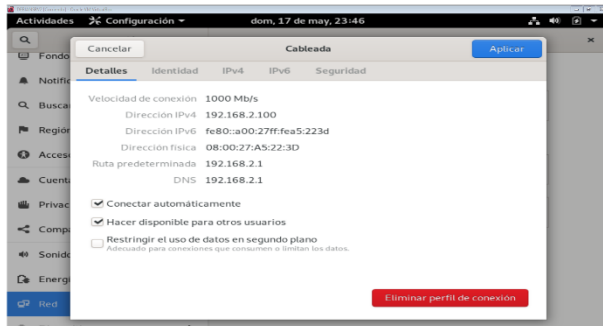 Actividades Configuración dom, 17 de may, 23:46
Cancelar Cableada Aplicar
Detalles Identidad IPv4 IPv6 Seguridad
Fondo
Notific
Busca
Región
Acces
Cuent
Privac
Compa
Sonido
Energí
Red
Velocidad de conexión 1000 Mb/s
Dirección IPv4 192.168.2.100
Dirección IPv6 fe80::a00:27ff:fea5:223d
Dirección física 08:00:27:A5:22:3D
Ruta predeterminada 192.168.2.1
DNS 192.168.2.1
Conectar automáticamente
Hacer disponible para otros usuarios
Restringir el uso de datos en segundo plano
Adecuado para conexiones que consumen o limitan los datos.
Eliminar perfil de conexión